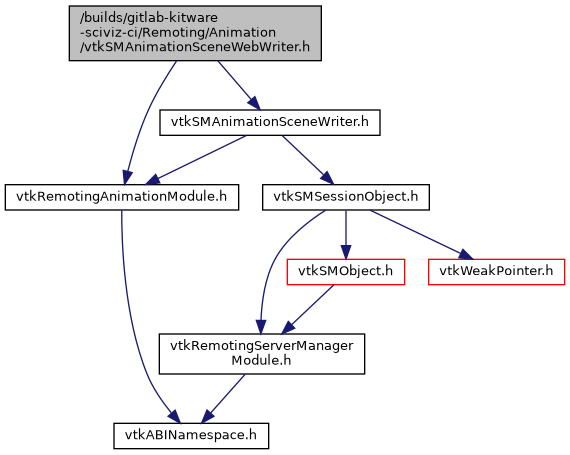 /builds/gitlab-kitware
-sciviz-ci/Remoting/Animation
/vtkSMAnimationSceneWebWriter.h
vtkSMAnimationSceneWriter.h
vtkRemotingAnimationModule.h
vtkSMSessionObject.h
vtkSMObject.h
vtkWeakPointer.h
vtkRemotingServerManager
Module.h
vtkABINamespace.h